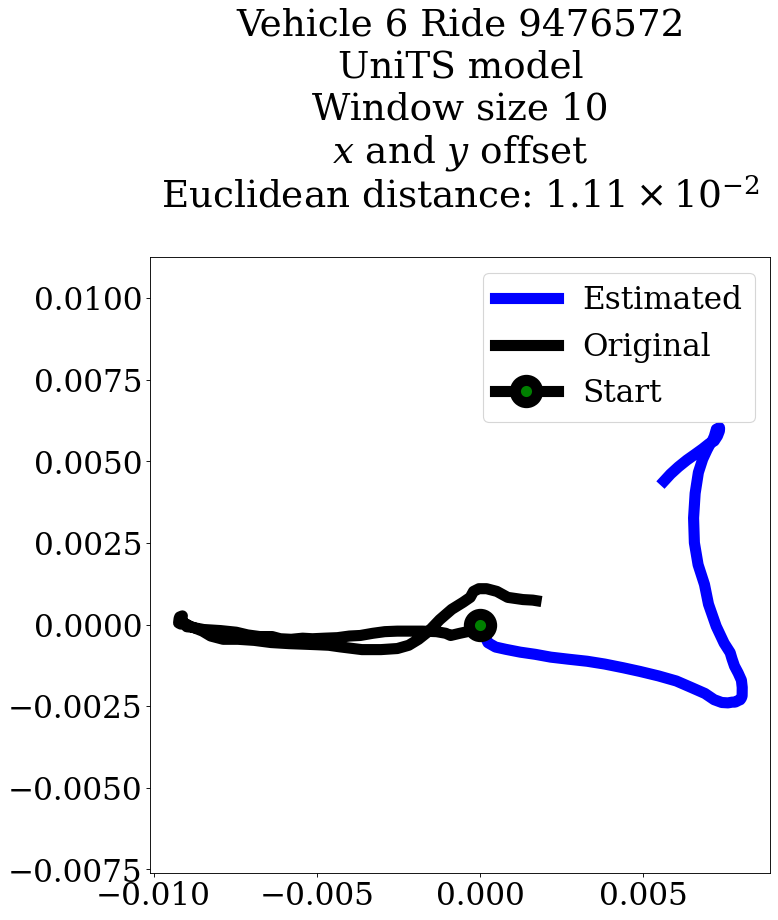 Vehicle 6 Ride 9476572
UniTS model
Window size 10
x and y offset
Euclidean distance: 1.11 × 10⁻²
Estimated
Original
Start
0.0100
0.0075
0.0050
0.0025
0.0000
−0.0025
−0.0050
−0.0075
−0.010
−0.005
0.000
0.005